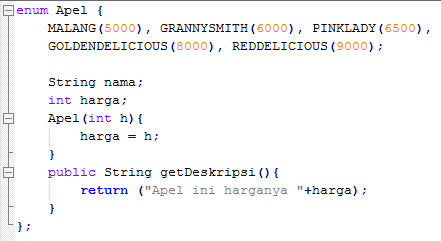 enum Apel {
MALANG(5000), GRANNYSMITH(6000), PINKLADY(6500),
GOLDENDELICIOUS(8000), REDDELICIOUS(9000);
String nama;
int harga;
Apel(int h){
harga = h;
}
public String getDeskripsi(){
return ("Apel ini harganya "+harga);
}
};